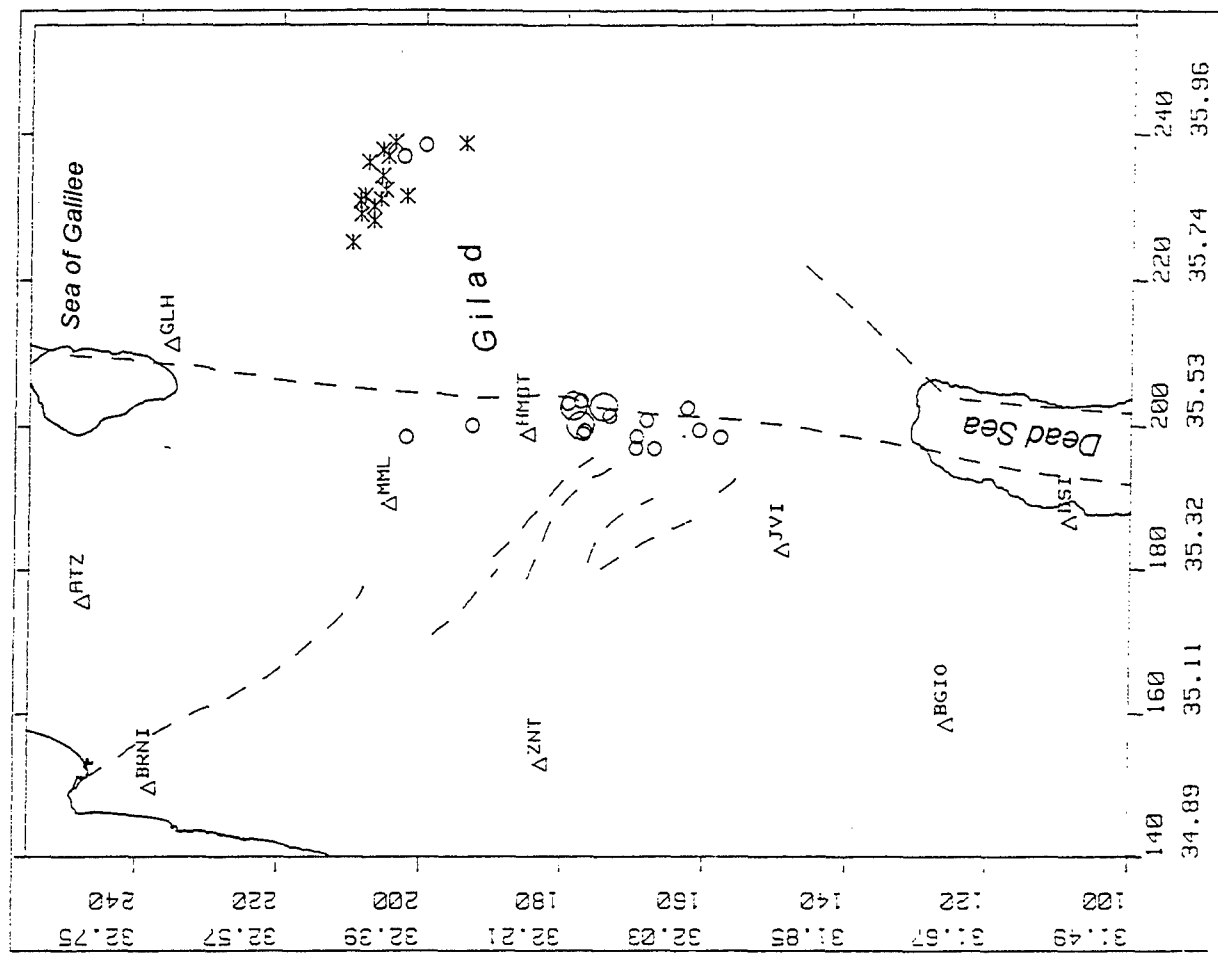 Sea of Galilee
GLH
ATZ
MML
BRNI
Gilad
HMDT
ZNT
JVI
Dead Sea
DSI
BGIO
240
220
200
180
160
140
120
100
32.75
32.57
32.39
32.21
32.03
31.85
31.67
31.49
140
160
180
200
220
240
34.89
35.11
35.32
35.53
35.74
35.96